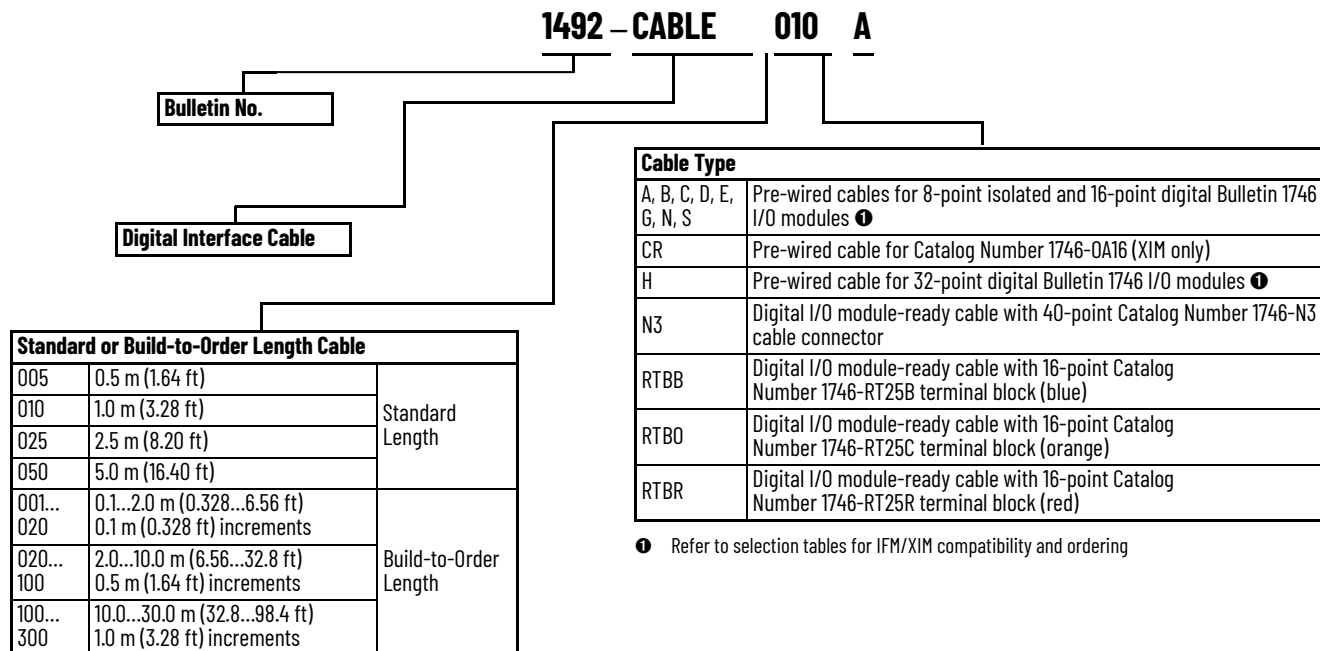 1492 – CABLE 010 A
Bulletin No.
Digital Interface Cable
Standard or Build-to-Order Length Cable
005 0.5 m (1.64 ft)
010 1.0 m (3.28 ft)
025 2.5 m (8.20 ft)
050 5.0 m (16.40 ft)
Standard
Length
001... 0.1...2.0 m (0.328...6.56 ft)
020 0.1 m (0.328 ft) increments
020... 2.0...10.0 m (6.56...32.8 ft)
100 0.5 m (1.64 ft) increments
100... 10.0...30.0 m (32.8...98.4 ft)
300 1.0 m (3.28 ft) increments
Build-to-Order
Length
Cable Type
A, B, C, D, E, Pre-wired cables for 8-point isolated and 16-point digital Bulletin 1746
G, N, S I/O modules ❶
CR Pre-wired cable for Catalog Number 1746-OA16 (XIM only)
H Pre-wired cable for 32-point digital Bulletin 1746 I/O modules ❶
N3 Digital I/O module-ready cable with 40-point Catalog Number 1746-N3
cable connector
RTBB Digital I/O module-ready cable with 16-point Catalog
Number 1746-RT25B terminal block (blue)
RTBO Digital I/O module-ready cable with 16-point Catalog
Number 1746-RT25C terminal block (orange)
RTBR Digital I/O module-ready cable with 16-point Catalog
Number 1746-RT25R terminal block (red)
❶ Refer to selection tables for IFM/XIM compatibility and ordering